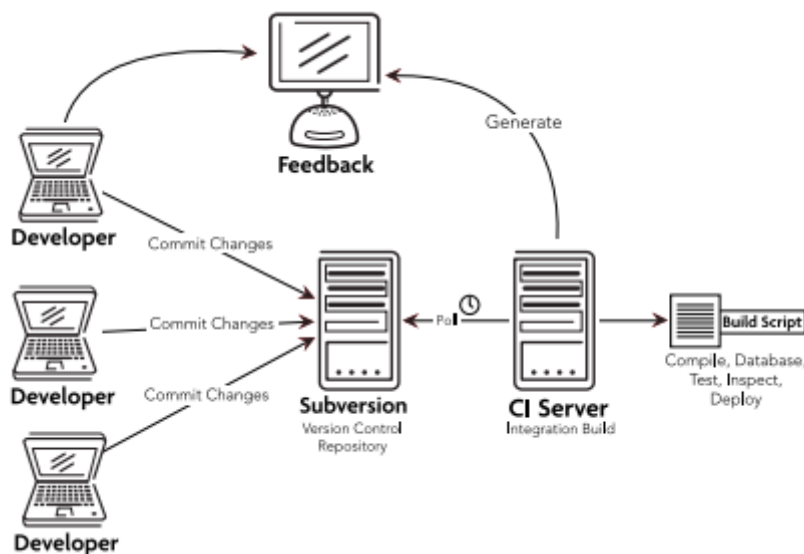 Generate
Feedback
Developer
Commit Changes
Developer
Commit Changes
Developer
Commit Changes
Subversion
Version Control
Repository
Poll
CI Server
Integration Build
Build Script
Compile, Database,
Test, Inspect,
Deploy